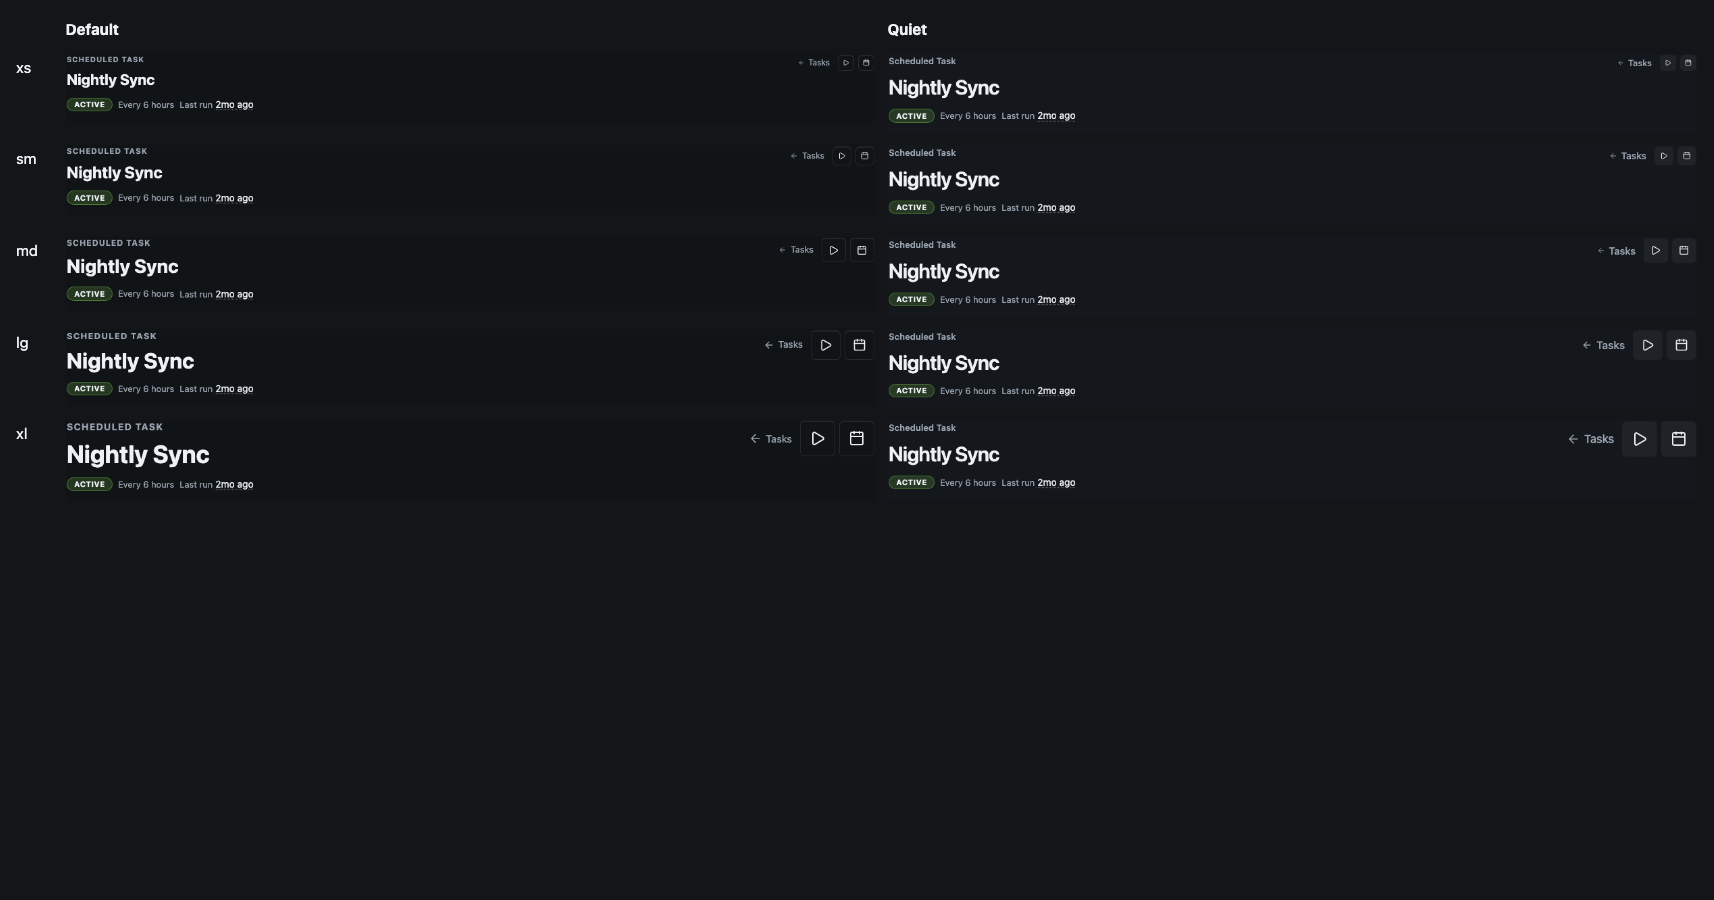 Default
Quiet
xs
SCHEDULED TASK
Nightly Sync
ACTIVE Every 6 hours Last run 2mo ago
← Tasks
Scheduled Task
Nightly Sync
ACTIVE Every 6 hours Last run 2mo ago
← Tasks
sm
SCHEDULED TASK
Nightly Sync
ACTIVE Every 6 hours Last run 2mo ago
← Tasks
Scheduled Task
Nightly Sync
ACTIVE Every 6 hours Last run 2mo ago
← Tasks
md
SCHEDULED TASK
Nightly Sync
ACTIVE Every 6 hours Last run 2mo ago
← Tasks
Scheduled Task
Nightly Sync
ACTIVE Every 6 hours Last run 2mo ago
← Tasks
lg
SCHEDULED TASK
Nightly Sync
ACTIVE Every 6 hours Last run 2mo ago
← Tasks
Scheduled Task
Nightly Sync
ACTIVE Every 6 hours Last run 2mo ago
← Tasks
xl
SCHEDULED TASK
Nightly Sync
ACTIVE Every 6 hours Last run 2mo ago
← Tasks
Scheduled Task
Nightly Sync
ACTIVE Every 6 hours Last run 2mo ago
← Tasks